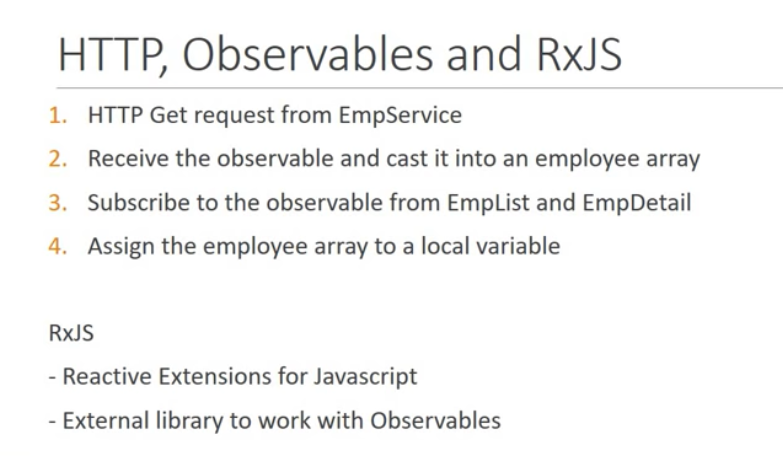 HTTP, Observables and RxJS
1. HTTP Get request from EmpService
2. Receive the observable and cast it into an employee array
3. Subscribe to the observable from EmpList and EmpDetail
4. Assign the employee array to a local variable
RxJS
- Reactive Extensions for Javascript
- External library to work with Observables